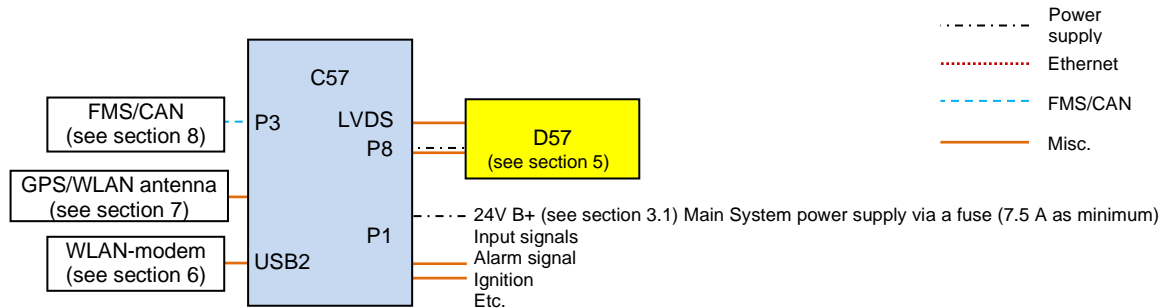 C57
FMS/CAN
(see section 8)
P3
LVDS
P8
D57
(see section 5)
GPS/WLAN antenna
(see section 7)
P1
24V B+ (see section 3.1) Main System power supply via a fuse (7.5 A as minimum)
Input signals
Alarm signal
Ignition
Etc.
WLAN-modem
(see section 6)
USB2
Power
supply
Ethernet
FMS/CAN
Misc.